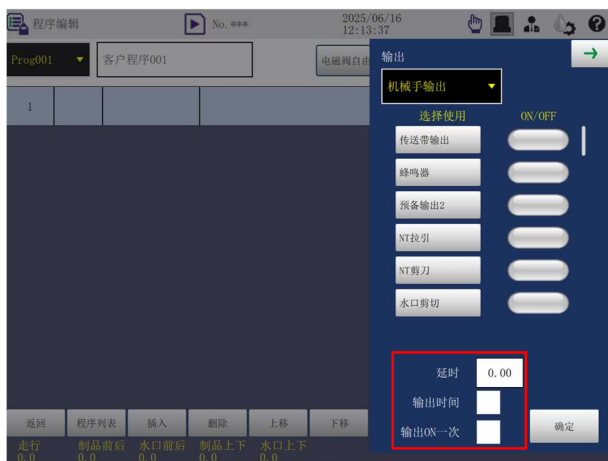 程序编辑
No. ***
2025/06/16
12:13:37
Prog001
客户程序001
电磁阀自由
输出
机械手输出
选择使用 ON/OFF
1
传送带输出
蜂鸣器
预备输出2
NT拉引
NT剪刀
水口剪切
延时 0.00
输出时间
输出ON一次
确定
返回 程序列表 插入 删除 上移 下移
走行 制品前后 水口前后 制品上下 水口上下
0.0 0.0 0.0 0.0 0.0